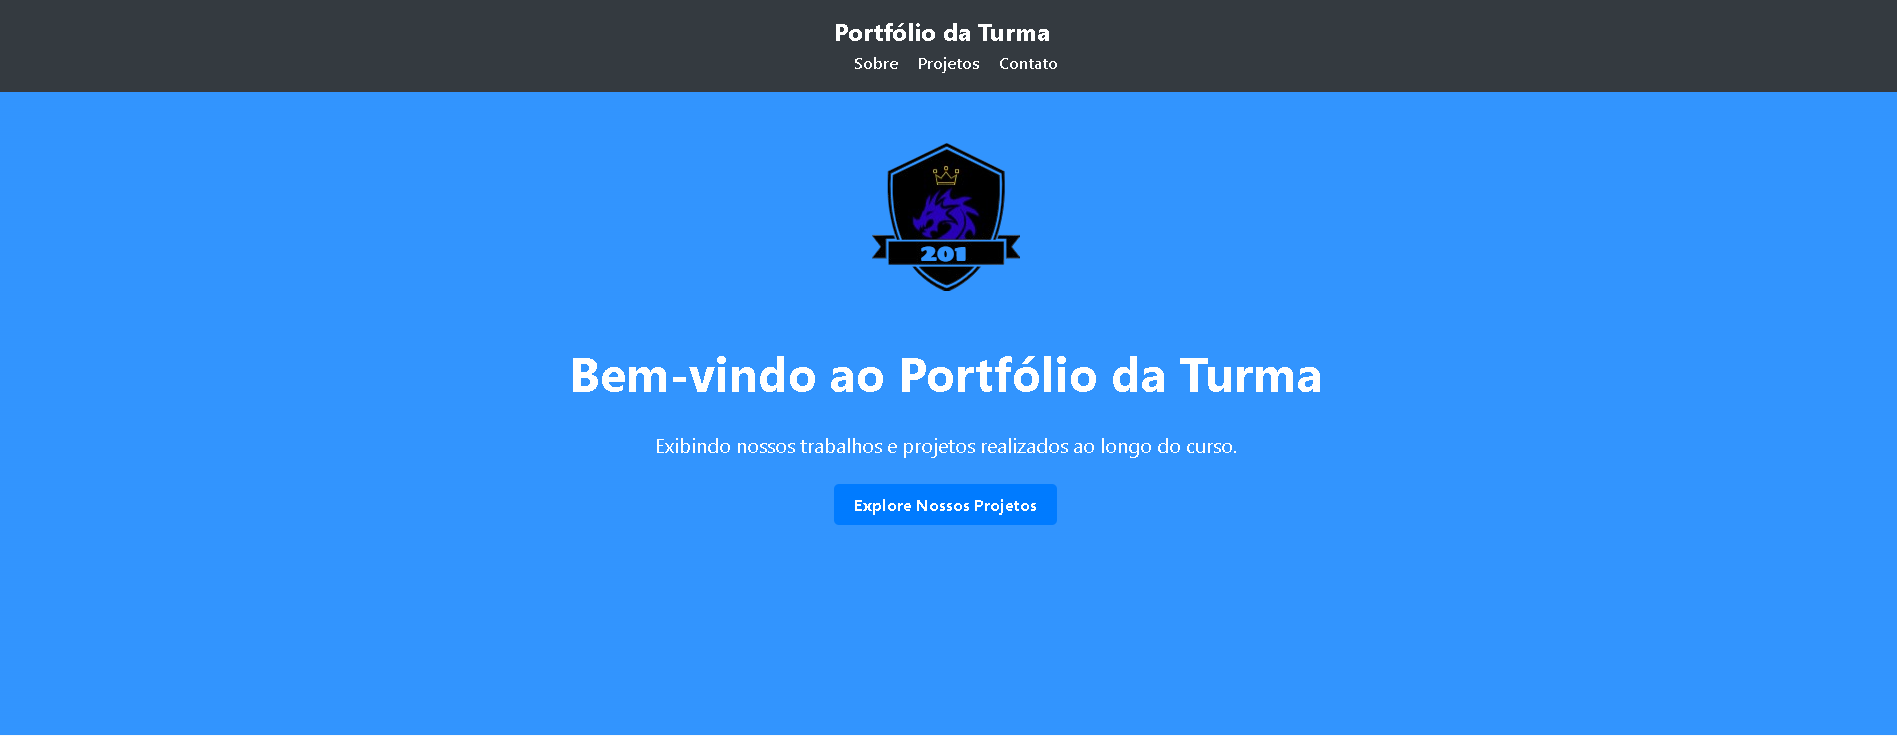 Portfólio da Turma
Sobre Projetos Contato
201
Bem-vindo ao Portfólio da Turma
Exibindo nossos trabalhos e projetos realizados ao longo do curso.
Explore Nossos Projetos